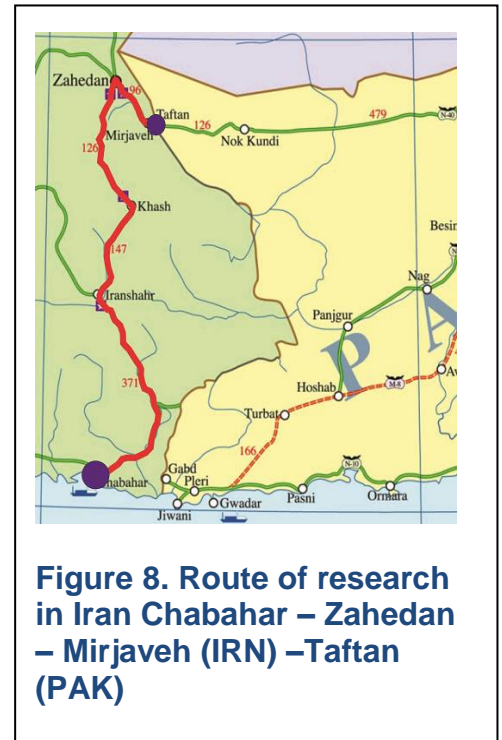 Zahedan
96
Taftan
479
N-40
126
Mirjaveh
126
Nok Kundi
Khash
Besin
147
Nag
Iranshahr
Panjgur
P A
371
Hoshab
M-8
Turbat
166
Gabd
habahar
Pleri
N-10
Jiwani
Gwadar
Pasni
Ormara
Figure 8. Route of research
in Iran Chabahar – Zahedan
– Mirjaveh (IRN) –Taftan
(PAK)